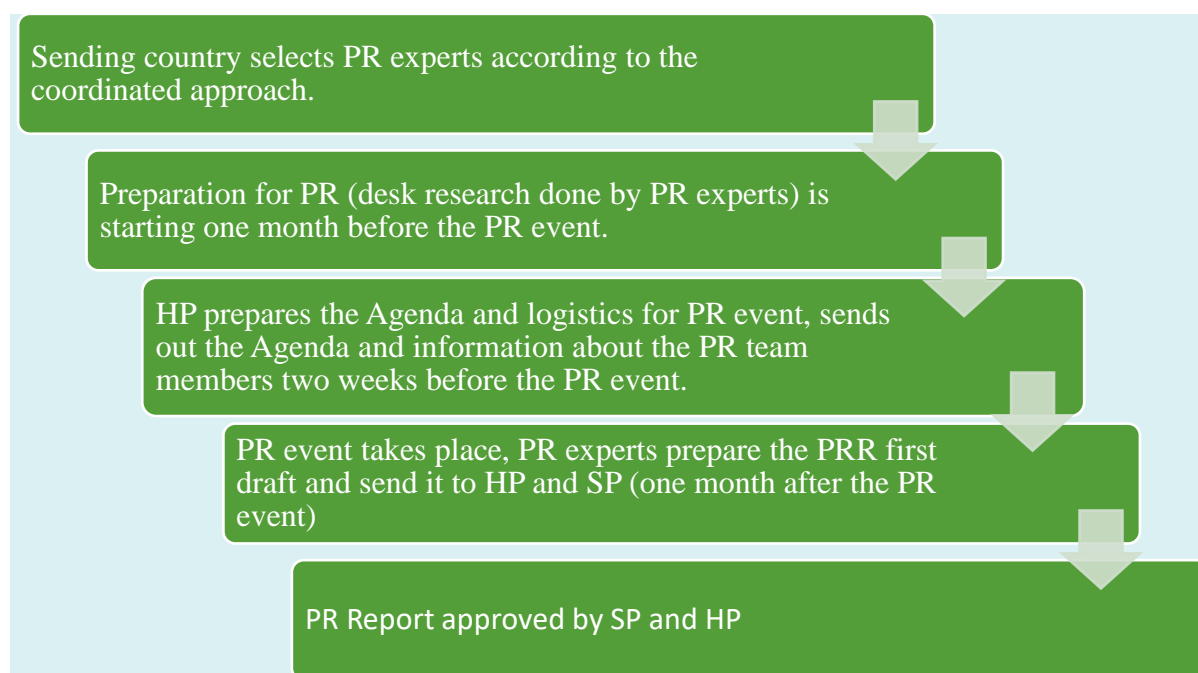 Sending country selects PR experts according to the
coordinated approach.
Preparation for PR (desk research done by PR experts) is
starting one month before the PR event.
HP prepares the Agenda and logistics for PR event, sends
out the Agenda and information about the PR team
members two weeks before the PR event.
PR event takes place, PR experts prepare the PRR first
draft and send it to HP and SP (one month after the PR
event)
PR Report approved by SP and HP